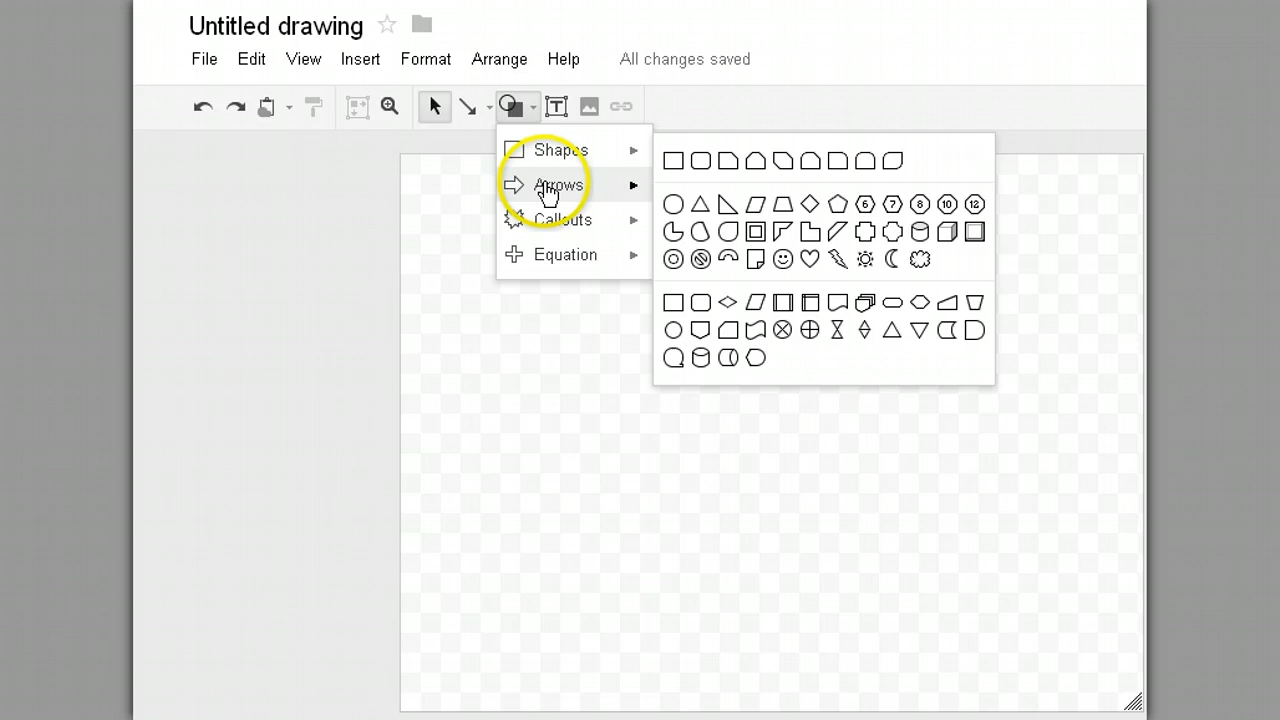 Untitled drawing
File Edit View Insert Format Arrange Help All changes saved
T
Shapes
Arrows
Callouts
Equation
6 7 8 10 12